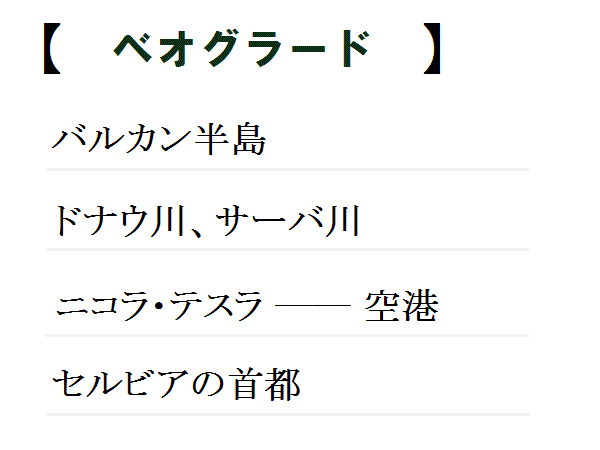 【 ベオグラード 】
バルカン半島
ドナウ川、サーバ川
ニコラ・テスラ —— 空港
セルビアの首都